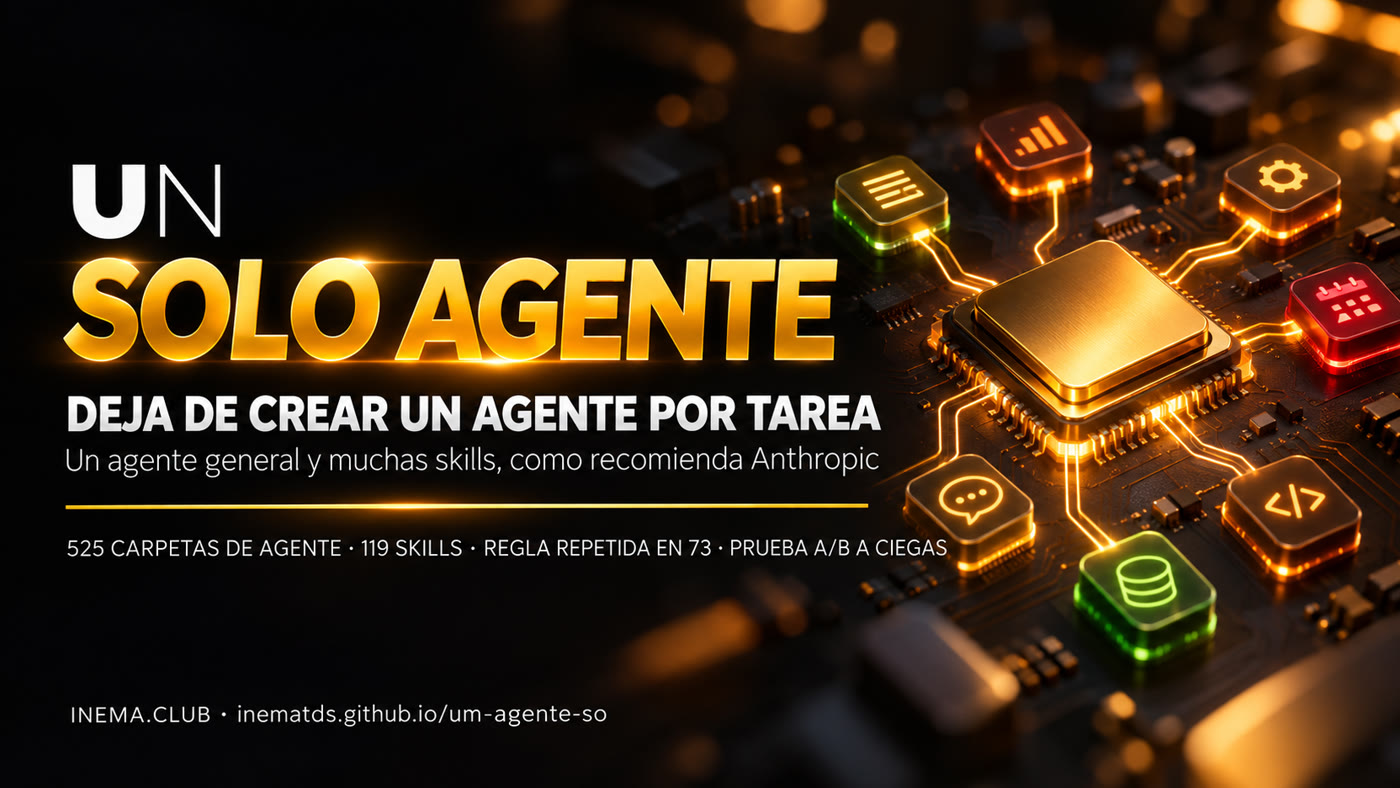 UN
SOLO AGENTE
DEJA DE CREAR UN AGENTE POR TAREA
Un agente general y muchas skills, como recomienda Anthropic
525 CARPETAS DE AGENTE · 119 SKILLS · REGLA REPETIDA EN 73 · PRUEBA A/B A CIEGAS
INEMA.CLUB · inematds.github.io/um-agente-so